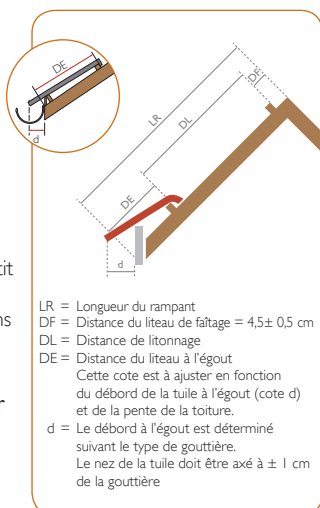 DE
d
DE
LR
DL
DE
d
tit
ns
r
LR = Longueur du rampant
DF = Distance du liteau de faîtage = 4,5± 0,5 cm
DL = Distance de litonnage
DE = Distance du liteau à l'égout
Cette cote est à ajuster en fonction
du débord de la tuile à l'égout (cote d)
et de la pente de la toiture.
d = Le débord à l'égout est déterminé
suivant le type de gouttière.
Le nez de la tuile doit être axé à ± 1 cm
de la gouttière